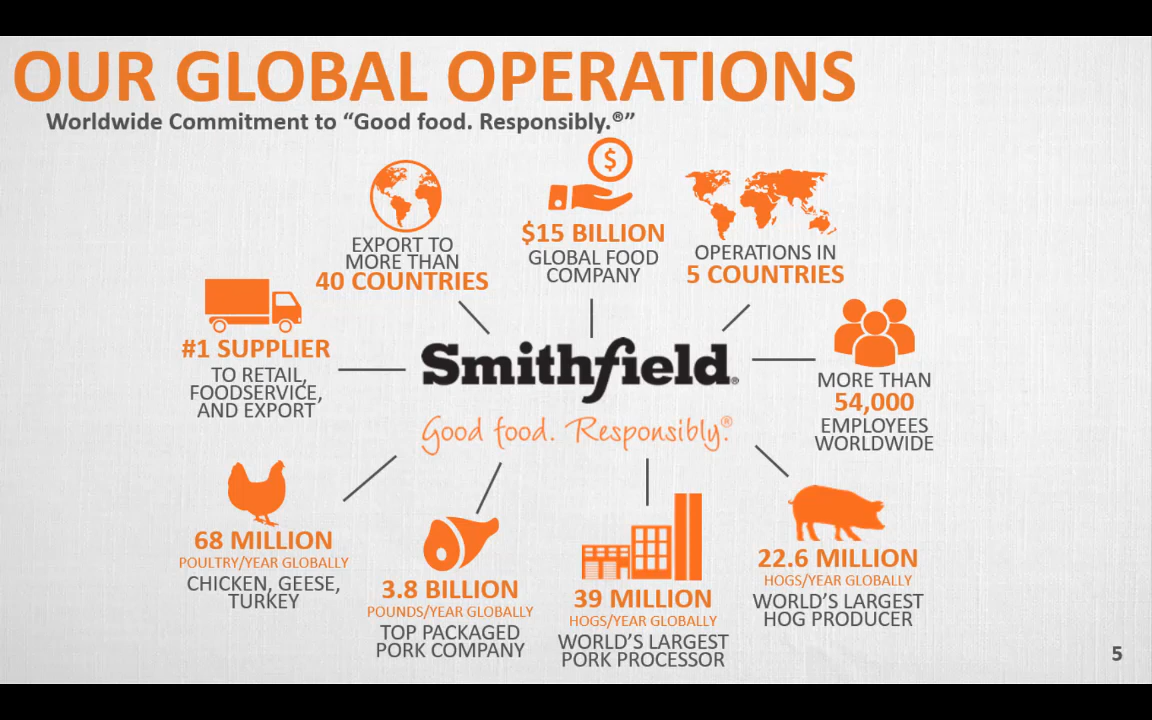 OUR GLOBAL OPERATIONS
Worldwide Commitment to “Good food. Responsibly.®”
$
EXPORT TO
MORE THAN
40 COUNTRIES
$15 BILLION
GLOBAL FOOD
COMPANY
OPERATIONS IN
5 COUNTRIES
#1 SUPPLIER
TO RETAIL,
FOODSERVICE,
AND EXPORT
Smithfield®
Good food. Responsibly.®
MORE THAN
54,000
EMPLOYEES
WORLDWIDE
68 MILLION
POULTRY/YEAR GLOBALLY
CHICKEN, GEESE,
TURKEY
3.8 BILLION
POUNDS/YEAR GLOBALLY
TOP PACKAGED
PORK COMPANY
39 MILLION
HOGS/YEAR GLOBALLY
WORLD’S LARGEST
PORK PROCESSOR
22.6 MILLION
HOGS/YEAR GLOBALLY
WORLD’S LARGEST
HOG PRODUCER
5